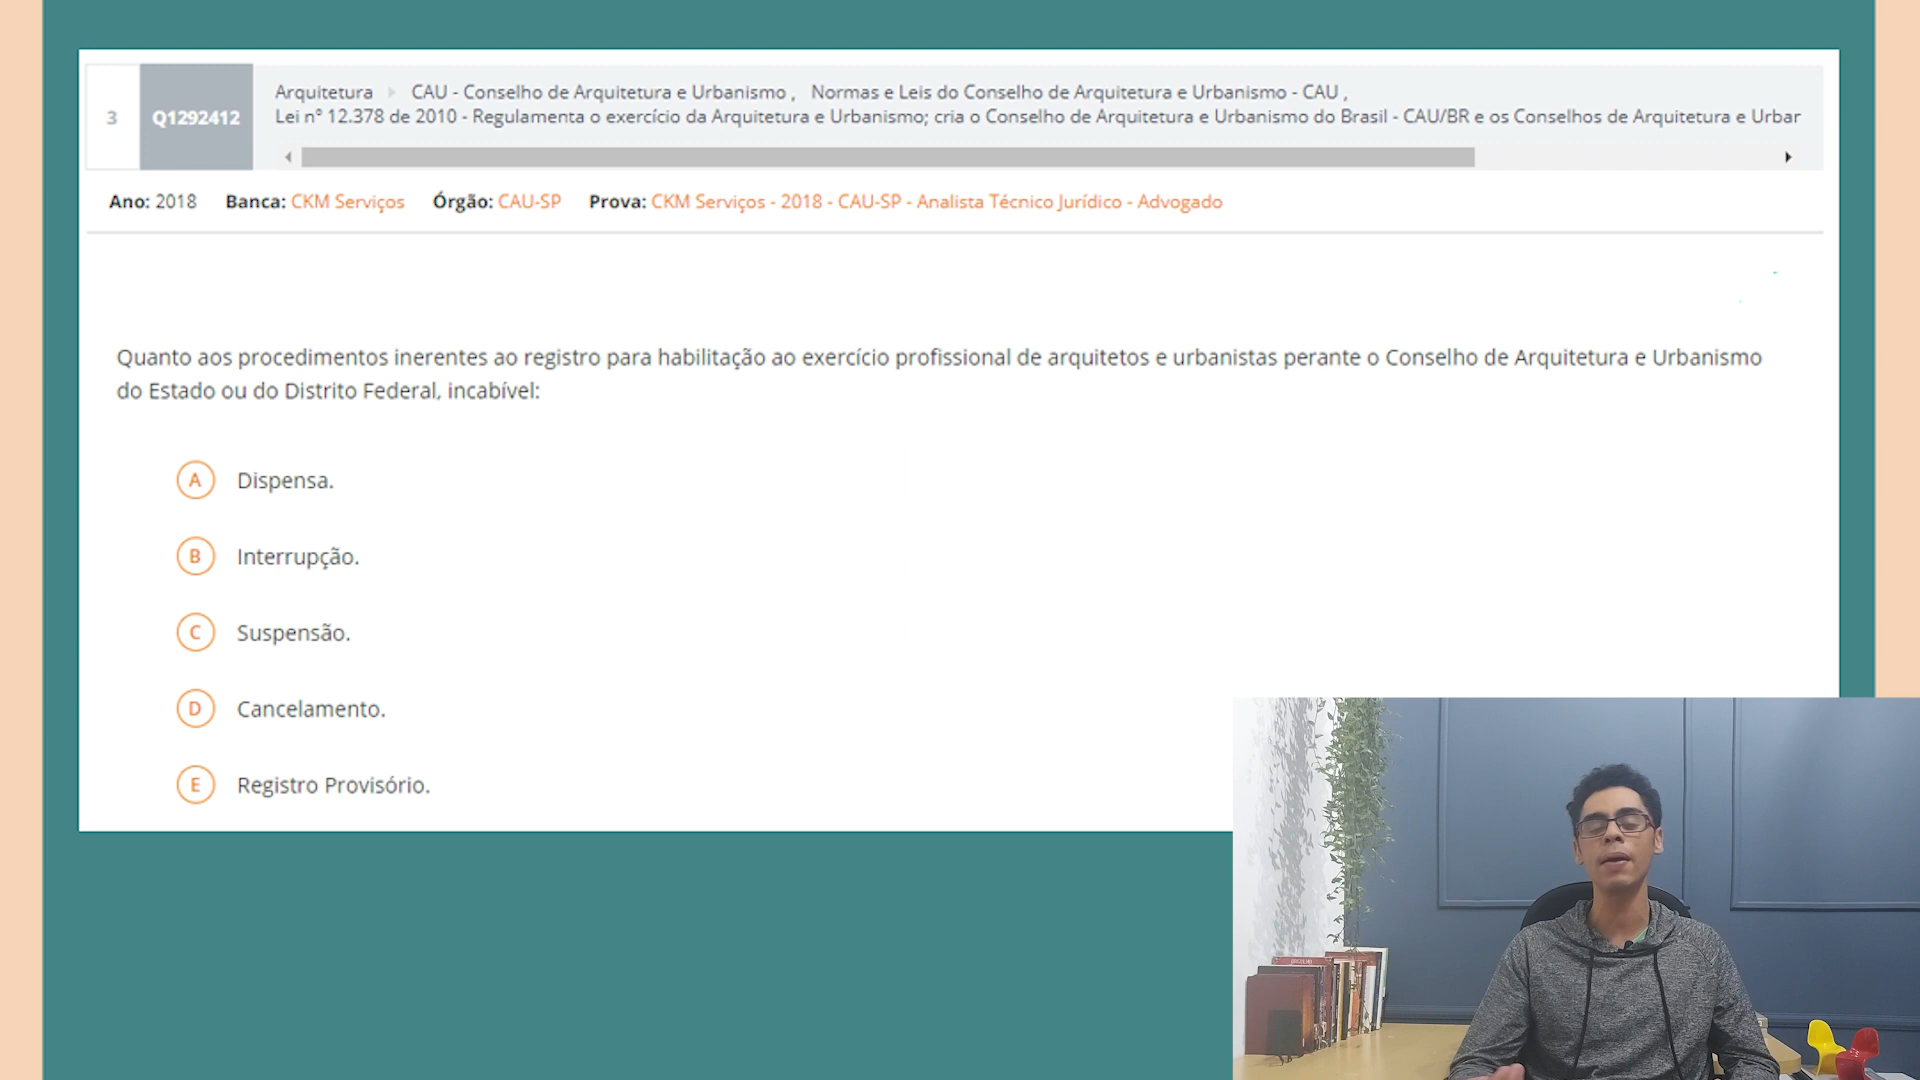 3
Q1292412
Arquitetura
CAU - Conselho de Arquitetura e Urbanismo , Normas e Leis do Conselho de Arquitetura e Urbanismo - CAU ,
Lei nº 12.378 de 2010 - Regulamenta o exercício da Arquitetura e Urbanismo; cria o Conselho de Arquitetura e Urbanismo do Brasil - CAU/BR e os Conselhos de Arquitetura e Urbar
Ano: 2018 Banca: CKM Serviços Órgão: CAU-SP Prova: CKM Serviços - 2018 - CAU-SP - Analista Técnico Jurídico - Advogado
Quanto aos procedimentos inerentes ao registro para habilitação ao exercício profissional de arquitetos e urbanistas perante o Conselho de Arquitetura e Urbanismo
do Estado ou do Distrito Federal, incabível:
A Dispensa.
B Interrupção.
C Suspensão.
D Cancelamento.
E Registro Provisório.